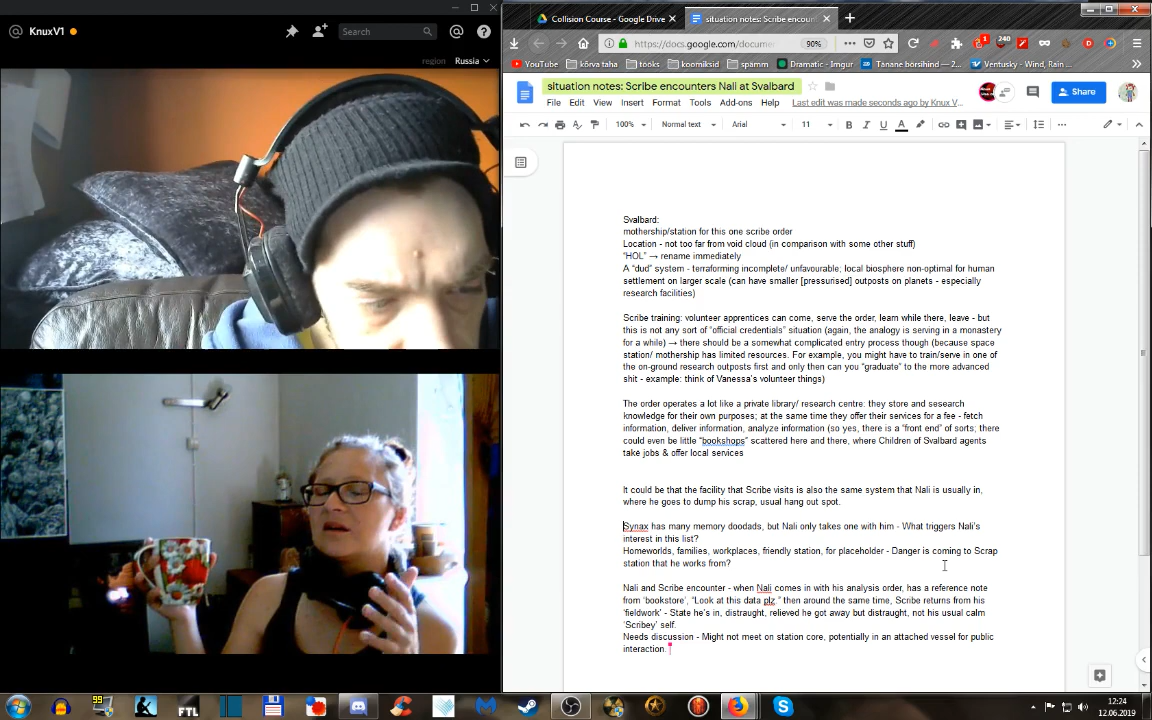 KnuxV1
Search
region Russia
Collision Course - Google Drive
situation notes: Scribe encount
https://docs.google.com/docume
90%
1
240
YouTube
kõrva taha
tööks
koomiksid
spämm
Dramatic - Imgur
Tänane börsihind — 2...
Ventusky - Wind, Rain ...
situation notes: Scribe encounters Nali at Svalbard
File Edit View Insert Format Tools Add-ons Help Last edit was made seconds ago by Knux V...
Share
100% Normal text Arial 11
Svalbard:
mothership/station for this one scribe order
Location - not too far from void cloud (in comparison with some other stuff)
"HOL" → rename immediately
A "dud" system - terraforming incomplete/ unfavourable; local biosphere non-optimal for human
settlement on larger scale (can have smaller [pressurised] outposts on planets - especially
research facilities)
Scribe training: volunteer apprentices can come, serve the order, learn while there, leave - but
this is not any sort of "official credentials" situation (again, the analogy is serving in a monastery
for a while) → there should be a somewhat complicated entry process though (because space
station/ mothership has limited resources. For example, you might have to train/serve in one of
the on-ground research outposts first and only then can you "graduate" to the more advanced
shit - example: think of Vanessa's volunteer things)
The order operates a lot like a private library/ research centre: they store and sesearch
knowledge for their own purposes; at the same time they offer their services for a fee - fetch
information, deliver information, analyze information (so yes, there is a "front end" of sorts; there
could even be little "bookshops" scattered here and there, where Children of Svalbard agents
take jobs & offer local services
It could be that the facility that Scribe visits is also the same system that Nali is usually in,
where he goes to dump his scrap, usual hang out spot.
Synax has many memory doodads, but Nali only takes one with him - What triggers Nali's
interest in this list?
Homeworlds, families, workplaces, friendly station, for placeholder - Danger is coming to Scrap
station that he works from?
Nali and Scribe encounter - when Nali comes in with his analysis order, has a reference note
from 'bookstore', "Look at this data plz." then around the same time, Scribe returns from his
'fieldwork' - State he's in, distraught, relieved he got away but distraught, not his usual calm
'Scribey' self.
Needs discussion - Might not meet on station core, potentially in an attached vessel for public
interaction.
99
FTL
12:24
12.06.2019